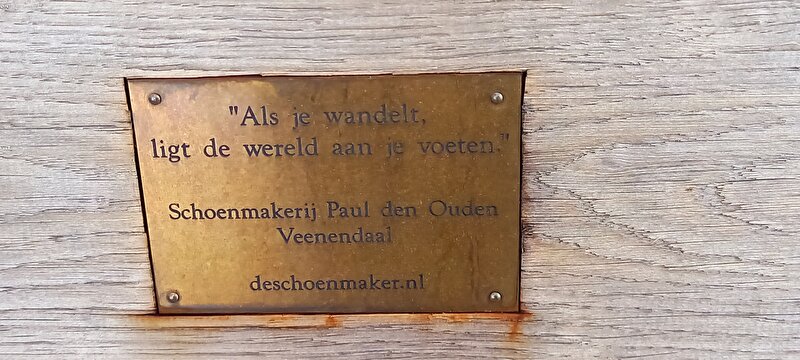 "Als je wandelt,
ligt de wereld aan je voeten."
Schoenmakerij Paul den Ouden
Veenendaal
deschoenmaker.nl